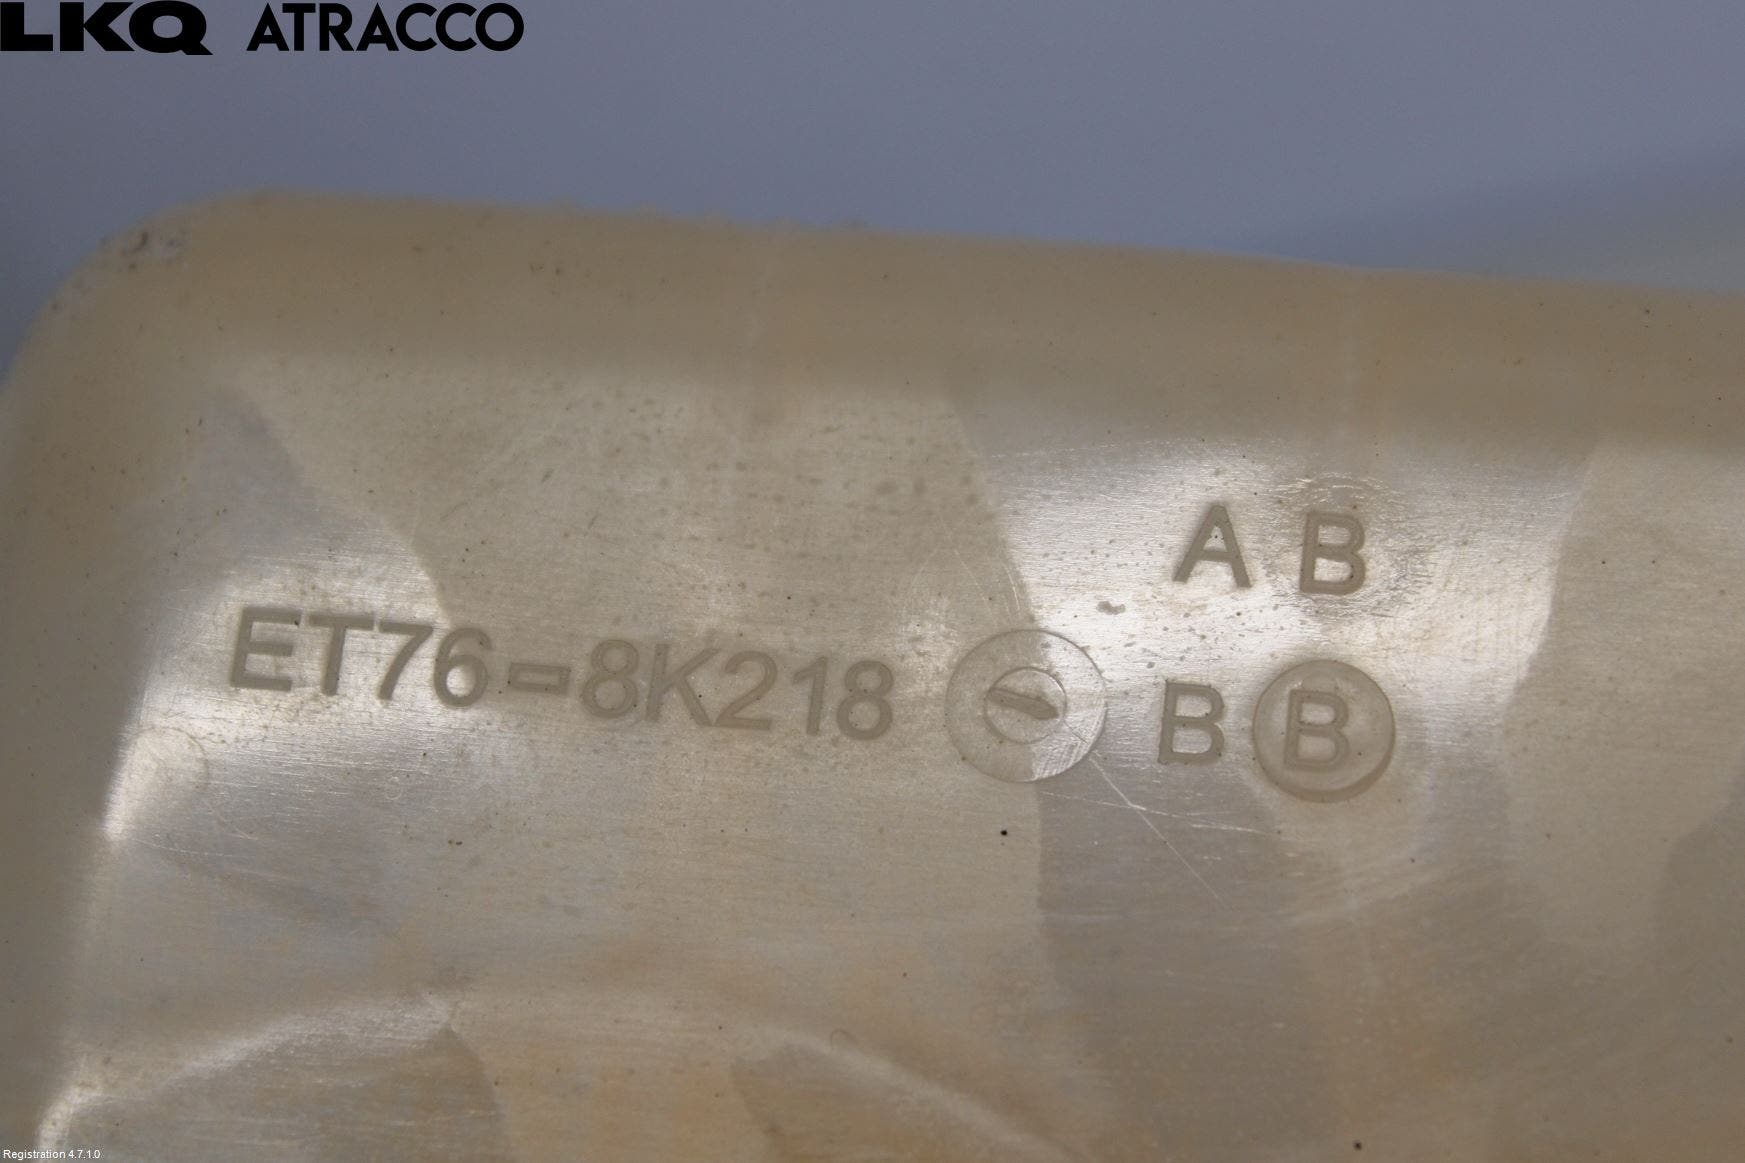 LKQ ATRACCO
A B
ET76-8K218 B B
Registration 4.7.1.0